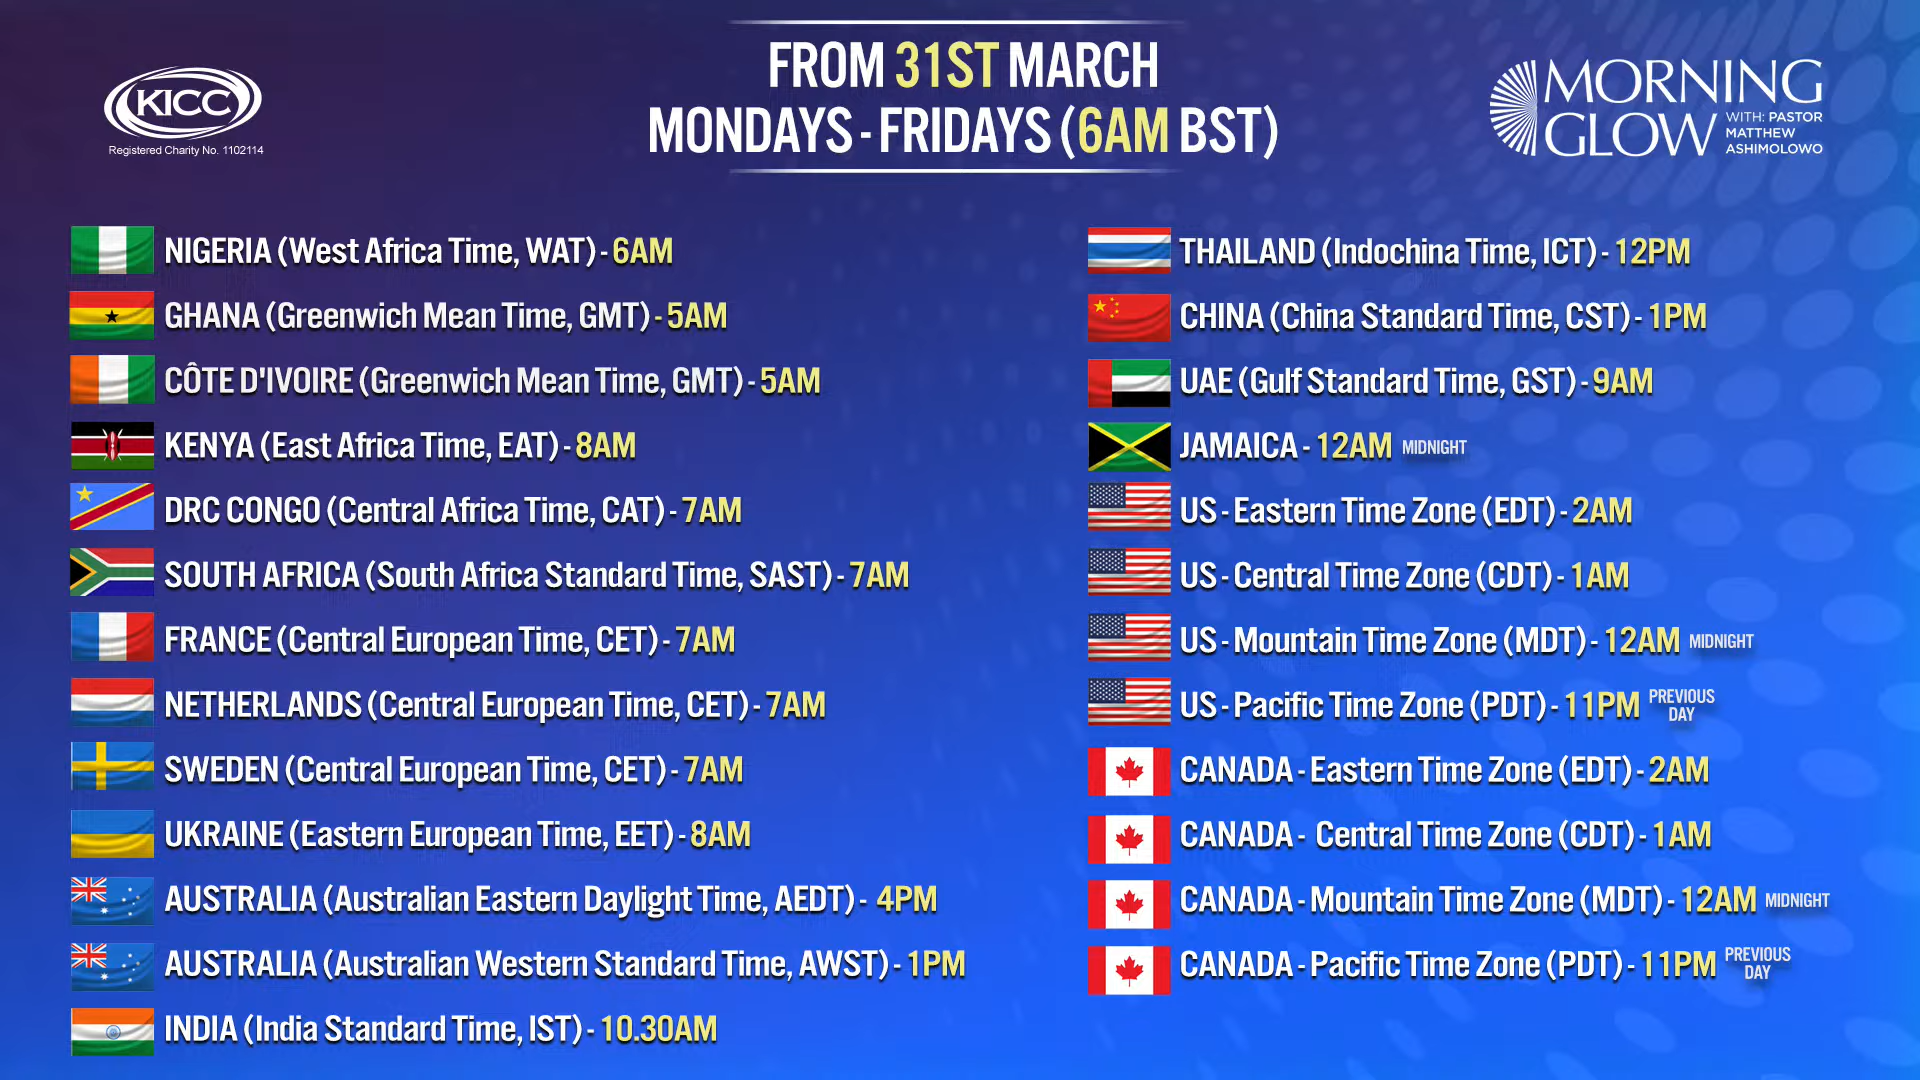 KICC
Registered Charity No. 1102114
FROM 31ST MARCH
MONDAYS - FRIDAYS (6AM BST)
MORNING
GLOW
WITH: PASTOR
MATTHEW
ASHIMOLOWO
NIGERIA (West Africa Time, WAT) - 6AM
GHANA (Greenwich Mean Time, GMT) - 5AM
CÔTE D'IVOIRE (Greenwich Mean Time, GMT) - 5AM
KENYA (East Africa Time, EAT) - 8AM
DRC CONGO (Central Africa Time, CAT) - 7AM
SOUTH AFRICA (South Africa Standard Time, SAST) - 7AM
FRANCE (Central European Time, CET) - 7AM
NETHERLANDS (Central European Time, CET) - 7AM
SWEDEN (Central European Time, CET) - 7AM
UKRAINE (Eastern European Time, EET) - 8AM
AUSTRALIA (Australian Eastern Daylight Time, AEDT) - 4PM
AUSTRALIA (Australian Western Standard Time, AWST) - 1PM
INDIA (India Standard Time, IST) - 10.30AM
THAILAND (Indochina Time, ICT) - 12PM
CHINA (China Standard Time, CST) - 1PM
UAE (Gulf Standard Time, GST) - 9AM
JAMAICA - 12AM MIDNIGHT
US - Eastern Time Zone (EDT) - 2AM
US - Central Time Zone (CDT) - 1AM
US - Mountain Time Zone (MDT) - 12AM MIDNIGHT
US - Pacific Time Zone (PDT) - 11PM PREVIOUS DAY
CANADA - Eastern Time Zone (EDT) - 2AM
CANADA - Central Time Zone (CDT) - 1AM
CANADA - Mountain Time Zone (MDT) - 12AM MIDNIGHT
CANADA - Pacific Time Zone (PDT) - 11PM PREVIOUS DAY